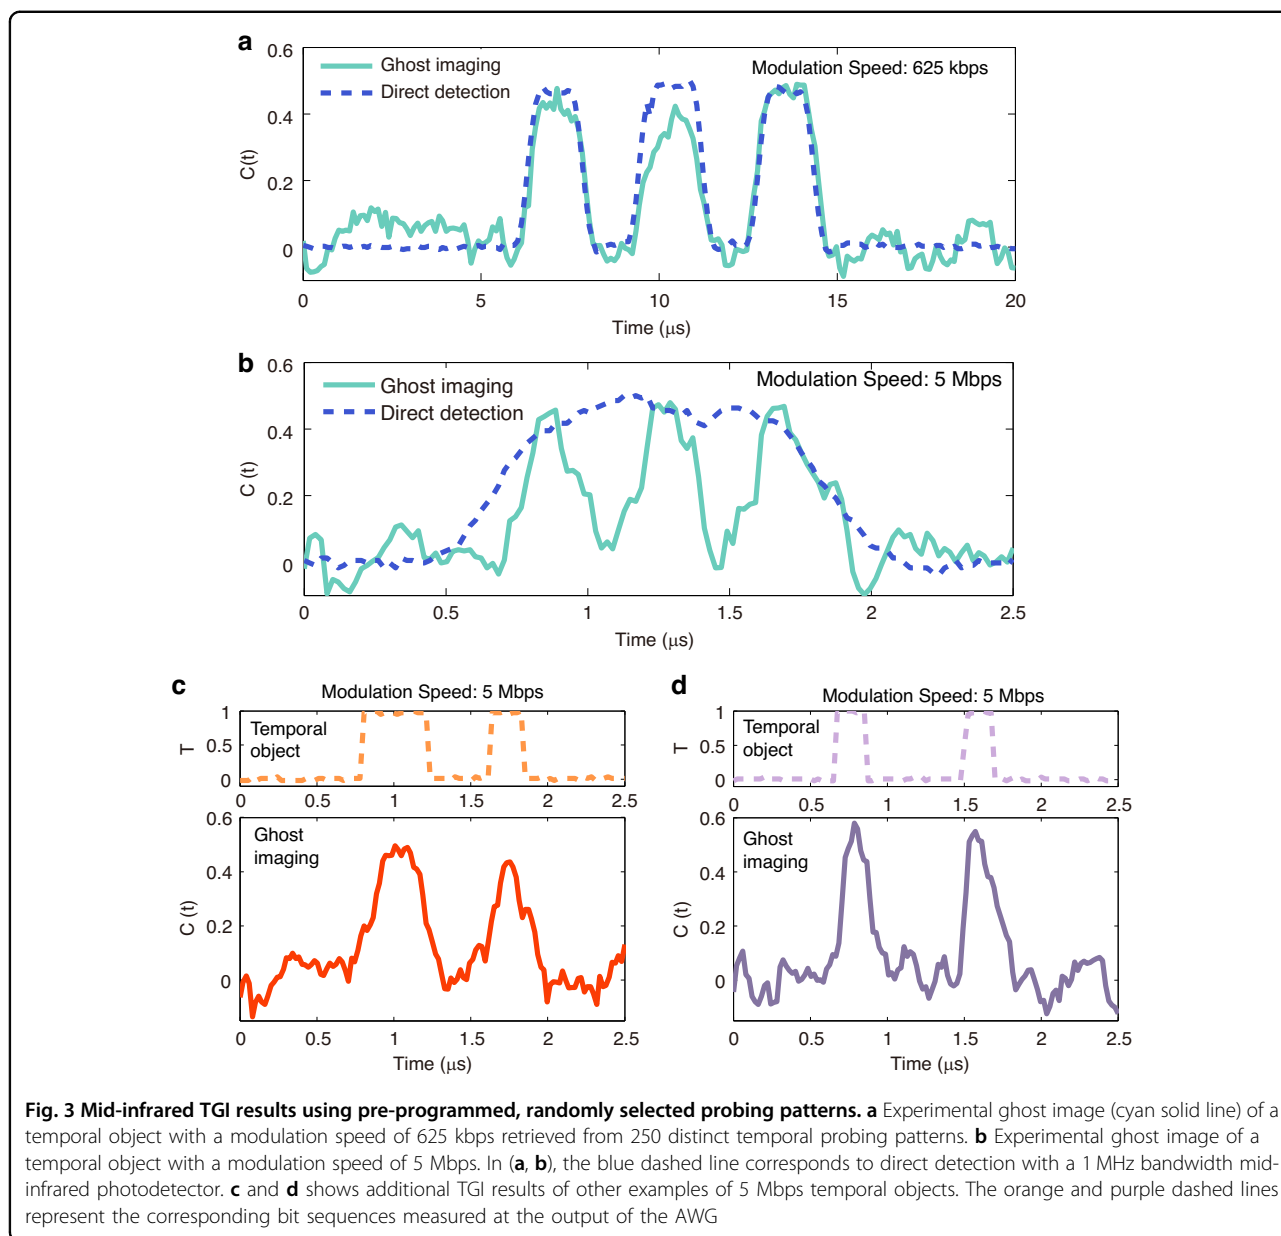 a
0.6
0.4
0.2
0
C(t)
Ghost imaging
Direct detection
Modulation Speed: 625 kbps
0
5
10
15
20
Time (μs)
b
0.6
0.4
0.2
0
C (t)
Ghost imaging
Direct detection
Modulation Speed: 5 Mbps
0
0.5
1
1.5
2
2.5
Time (μs)
c
Modulation Speed: 5 Mbps
1
0.5
0
T
Temporal
object
0
0.5
1
1.5
2
2.5
0.6
0.4
0.2
0
C (t)
Ghost
imaging
0
0.5
1
1.5
2
2.5
Time (μs)
d
Modulation Speed: 5 Mbps
1
0.5
0
T
Temporal
object
0
0.5
1
1.5
2
2.5
0.6
0.4
0.2
0
C (t)
Ghost
imaging
0
0.5
1
1.5
2
2.5
Time (μs)
Fig. 3 Mid-infrared TGI results using pre-programmed, randomly selected probing patterns. a Experimental ghost image (cyan solid line) of a
temporal object with a modulation speed of 625 kbps retrieved from 250 distinct temporal probing patterns. b Experimental ghost image of a
temporal object with a modulation speed of 5 Mbps. In (a, b), the blue dashed line corresponds to direct detection with a 1 MHz bandwidth mid-
infrared photodetector. c and d shows additional TGI results of other examples of 5 Mbps temporal objects. The orange and purple dashed lines
represent the corresponding bit sequences measured at the output of the AWG